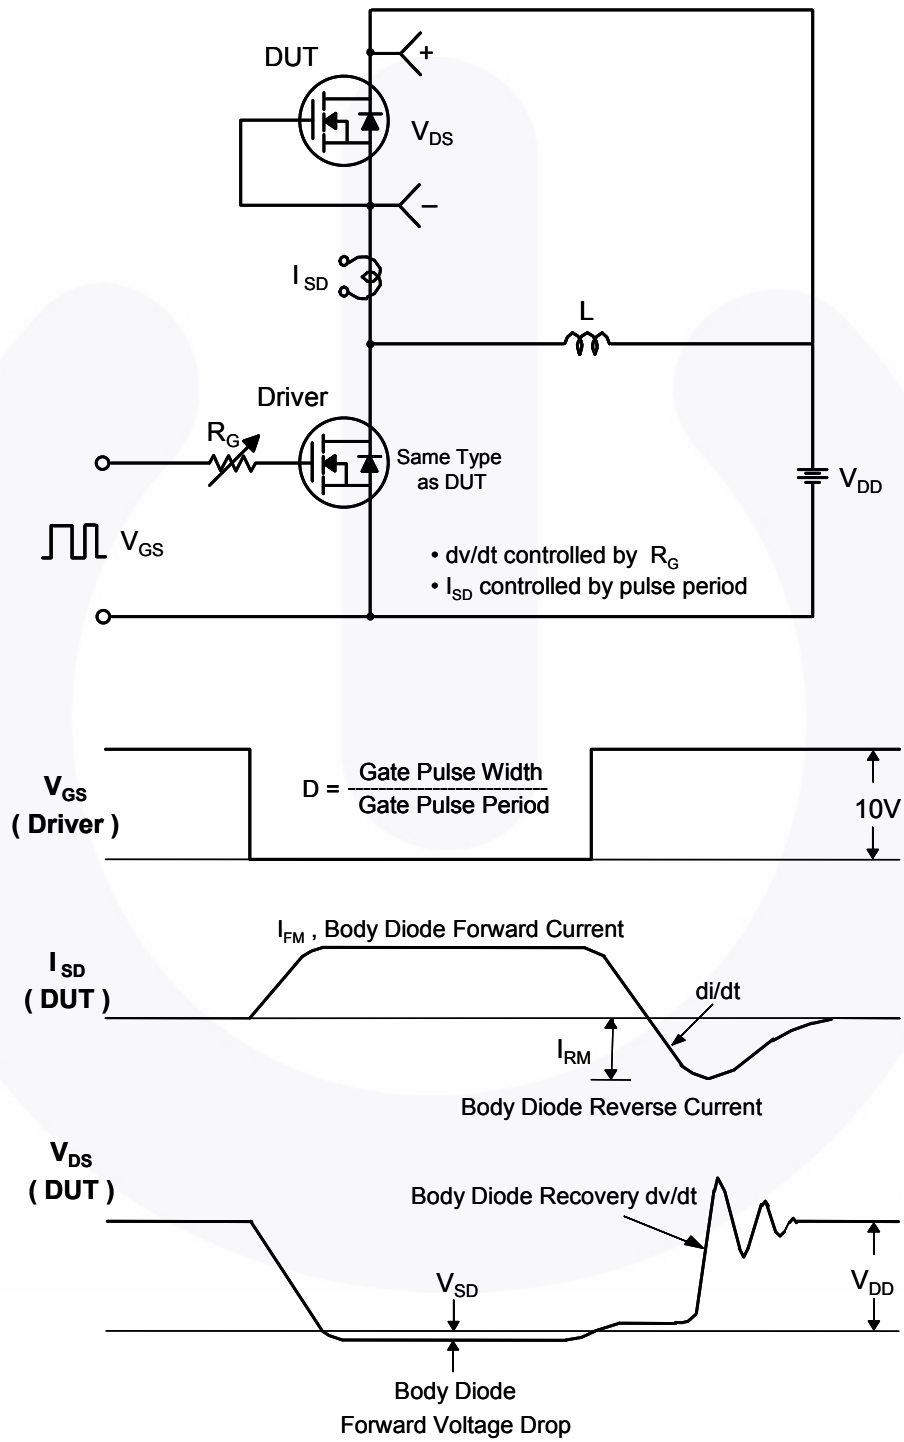 DUT
+
V_DS
−
I_SD
L
Driver
R_G
Same Type
as DUT
V_DD
V_GS
• dv/dt controlled by R_G
• I_SD controlled by pulse period
V_GS
( Driver )
D = Gate Pulse Width
--------------------------
Gate Pulse Period
10V
I_FM , Body Diode Forward Current
I_SD
( DUT )
di/dt
I_RM
Body Diode Reverse Current
V_DS
( DUT )
Body Diode Recovery dv/dt
V_SD
V_DD
Body Diode
Forward Voltage Drop